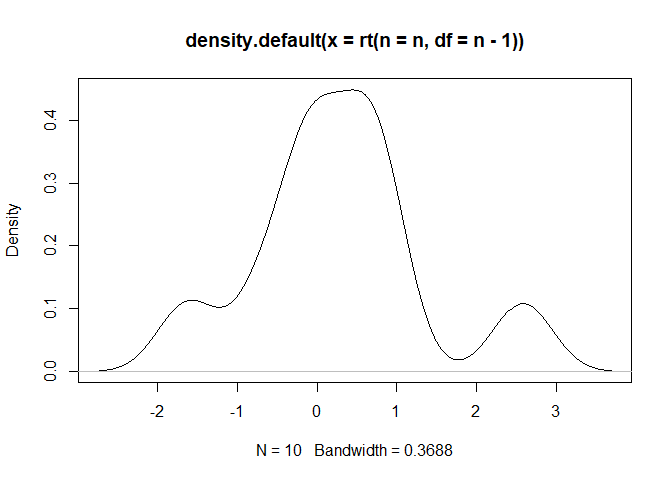 density.default(x = rt(n = n, df = n - 1))
Density
0.4
0.3
0.2
0.1
0.0
-2 -1 0 1 2 3
N = 10 Bandwidth = 0.3688